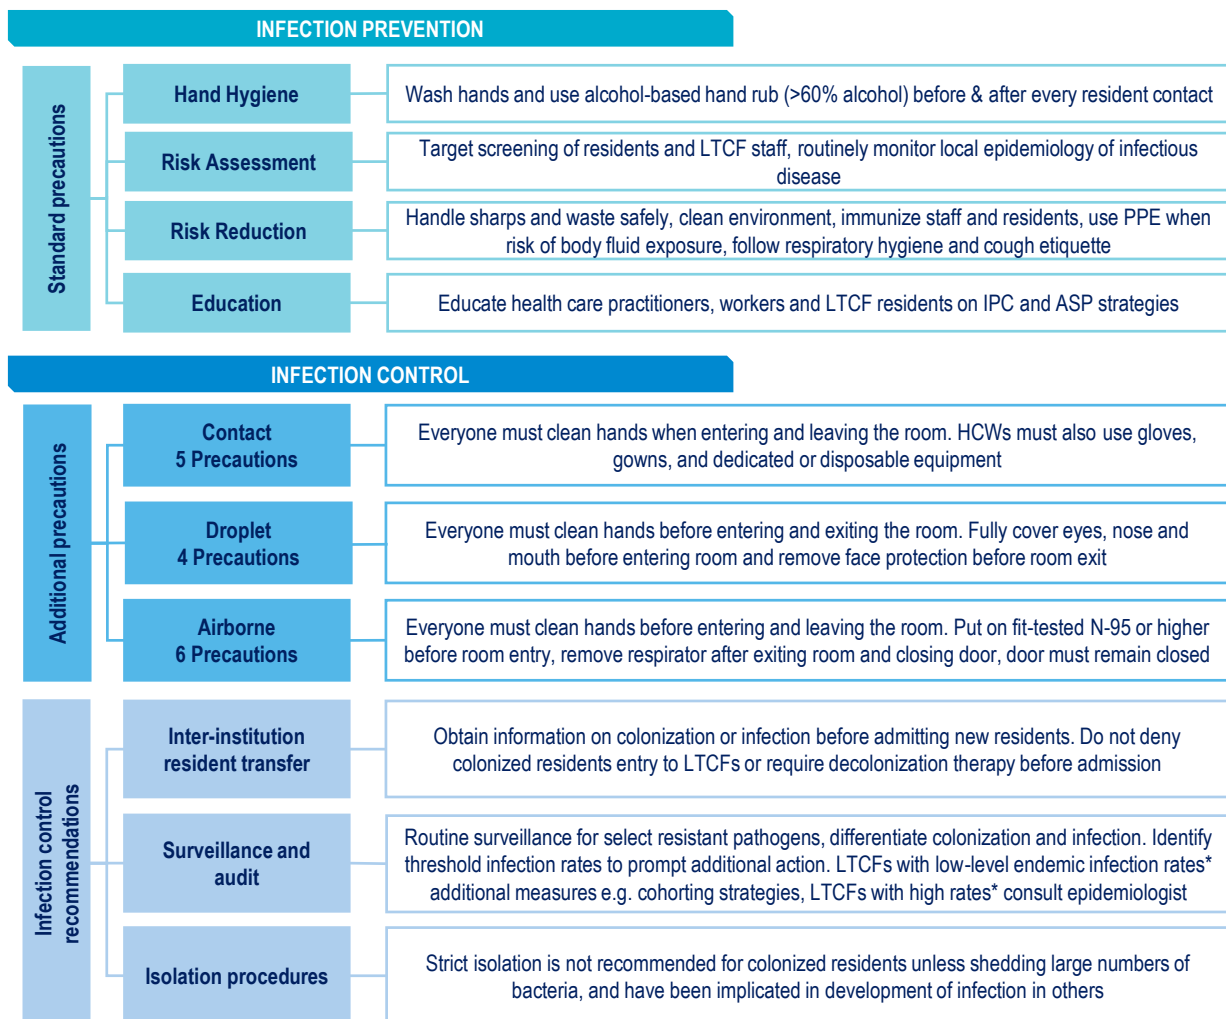 INFECTION PREVENTION
Standard precautions
Hand Hygiene
Wash hands and use alcohol-based hand rub (>60% alcohol) before & after every resident contact
Risk Assessment
Target screening of residents and LTCF staff, routinely monitor local epidemiology of infectious
disease
Risk Reduction
Handle sharps and waste safely, clean environment, immunize staff and residents, use PPE when
risk of body fluid exposure, follow respiratory hygiene and cough etiquette
Education
Educate health care practitioners, workers and LTCF residents on IPC and ASP strategies
INFECTION CONTROL
Additional precautions
Contact
5 Precautions
Everyone must clean hands when entering and leaving the room. HCWs must also use gloves,
gowns, and dedicated or disposable equipment
Droplet
4 Precautions
Everyone must clean hands before entering and exiting the room. Fully cover eyes, nose and
mouth before entering room and remove face protection before room exit
Airborne
6 Precautions
Everyone must clean hands before entering and leaving the room. Put on fit-tested N-95 or higher
before room entry, remove respirator after exiting room and closing door, door must remain closed
Infection control
recommendations
Inter-institution
resident transfer
Obtain information on colonization or infection before admitting new residents. Do not deny
colonized residents entry to LTCFs or require decolonization therapy before admission
Surveillance and
audit
Routine surveillance for select resistant pathogens, differentiate colonization and infection. Identify
threshold infection rates to prompt additional action. LTCFs with low-level endemic infection rates*
additional measures e.g. cohorting strategies, LTCFs with high rates* consult epidemiologist
Isolation procedures
Strict isolation is not recommended for colonized residents unless shedding large numbers of
bacteria, and have been implicated in development of infection in others